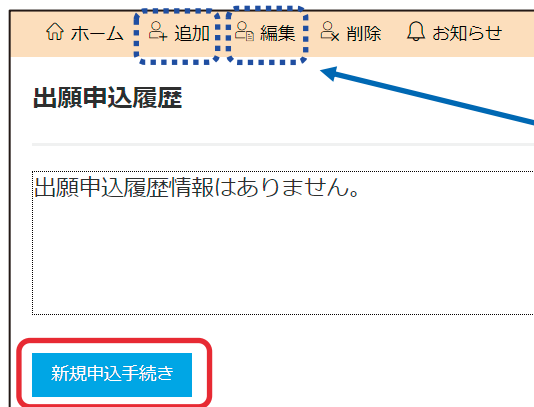 ホーム 追加 編集 削除 お知らせ
出願申込履歴
出願申込履歴情報はありません。
新規申込手続き